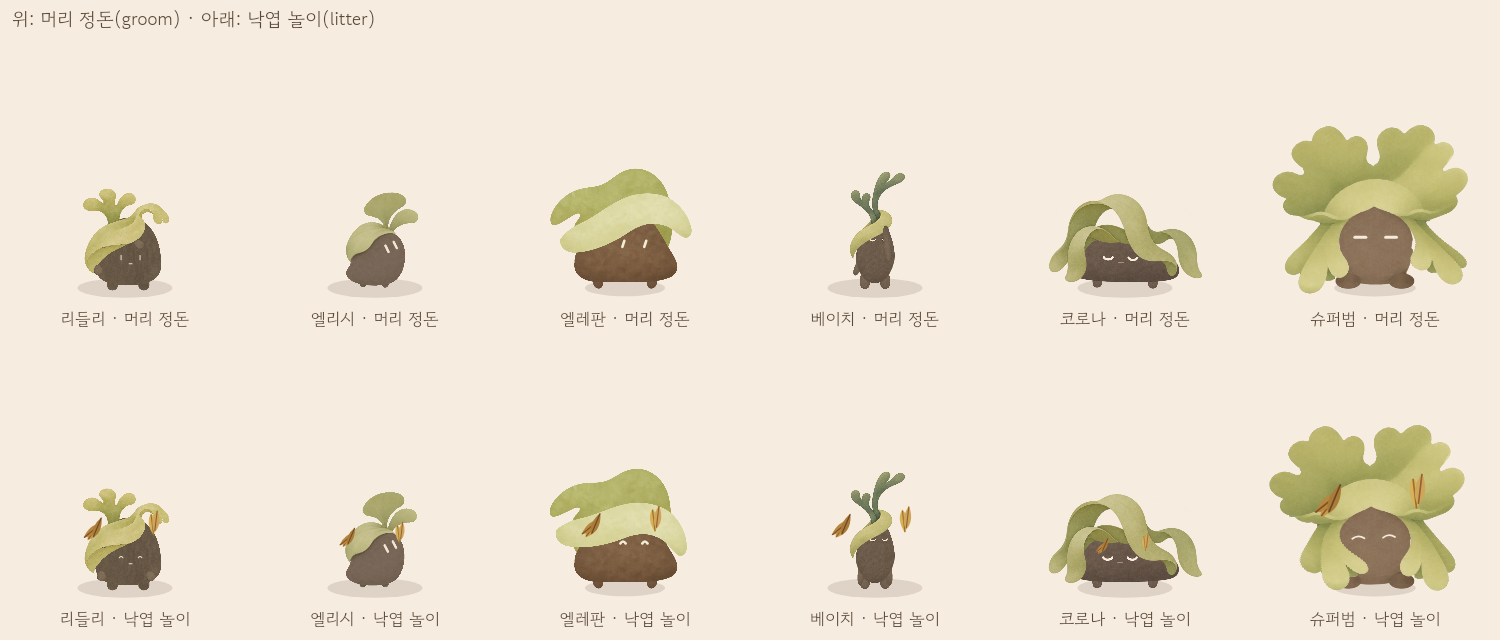 위: 머리 정돈(groom) · 아래: 낙엽 놀이(litter)
리들리 · 머리 정돈
엘리시 · 머리 정돈
엘레판 · 머리 정돈
베이치 · 머리 정돈
코로나 · 머리 정돈
슈퍼범 · 머리 정돈
리들리 · 낙엽 놀이
엘리시 · 낙엽 놀이
엘레판 · 낙엽 놀이
베이치 · 낙엽 놀이
코로나 · 낙엽 놀이
슈퍼범 · 낙엽 놀이